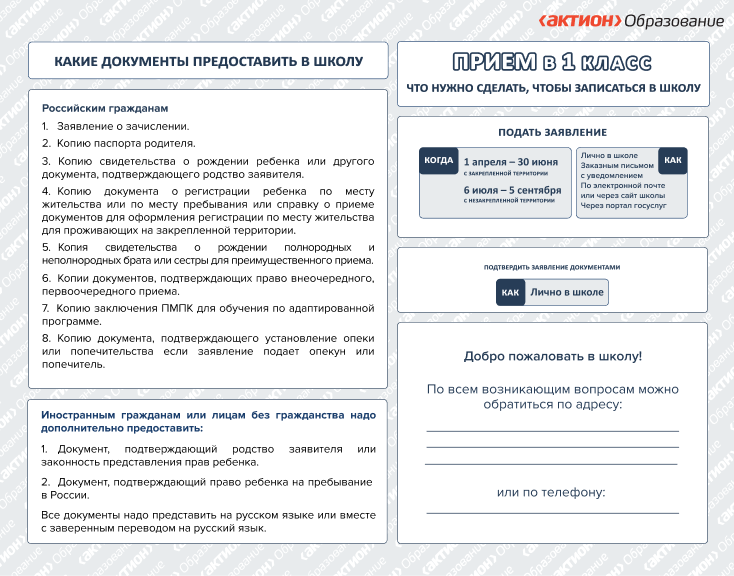 ‹актион› Образование
КАКИЕ ДОКУМЕНТЫ ПРЕДОСТАВИТЬ В ШКОЛУ
Российским гражданам
1. Заявление о зачислении.
2. Копию паспорта родителя.
3. Копию свидетельства о рождении ребенка или другого
документа, подтверждающего родство заявителя.
4. Копию документа о регистрации ребенка по месту
жительства или по месту пребывания или справку о приеме
документов для оформления регистрации по месту жительства
для проживающих на закрепленной территории.
5. Копия свидетельства о рождении полнородных и
неполнородных брата или сестры для преимущественного приема.
6. Копии документов, подтверждающих право внеочередного,
первоочередного приема.
7. Копию заключения ПМПК для обучения по адаптированной
программе.
8. Копию документа, подтверждающего установление опеки
или попечительства если заявление подает опекун или
попечитель.
Иностранным гражданам или лицам без гражданства надо
дополнительно предоставить:
1. Документ, подтверждающий родство заявителя или
законность представления прав ребенка.
2. Документ, подтверждающий право ребенка на пребывание
в России.
Все документы надо представить на русском языке или вместе
с заверенным переводом на русский язык.
ПРИЕМ в 1 класс
ЧТО НУЖНО СДЕЛАТЬ, ЧТОБЫ ЗАПИСАТЬСЯ В ШКОЛУ
ПОДАТЬ ЗАЯВЛЕНИЕ
КОГДА
1 апреля – 30 июня
С ЗАКРЕПЛЕННОЙ ТЕРРИТОРИИ
6 июля – 5 сентября
С НЕЗАКРЕПЛЕННОЙ ТЕРРИТОРИИ
КАК
Лично в школе
Заказным письмом
с уведомлением
По электронной почте
или через сайт школы
Через портал госуслуг
ПОДТВЕРДИТЬ ЗАЯВЛЕНИЕ ДОКУМЕНТАМИ
КАК
Лично в школе
Добро пожаловать в школу!
По всем возникающим вопросам можно
обратиться по адресу:
или по телефону: